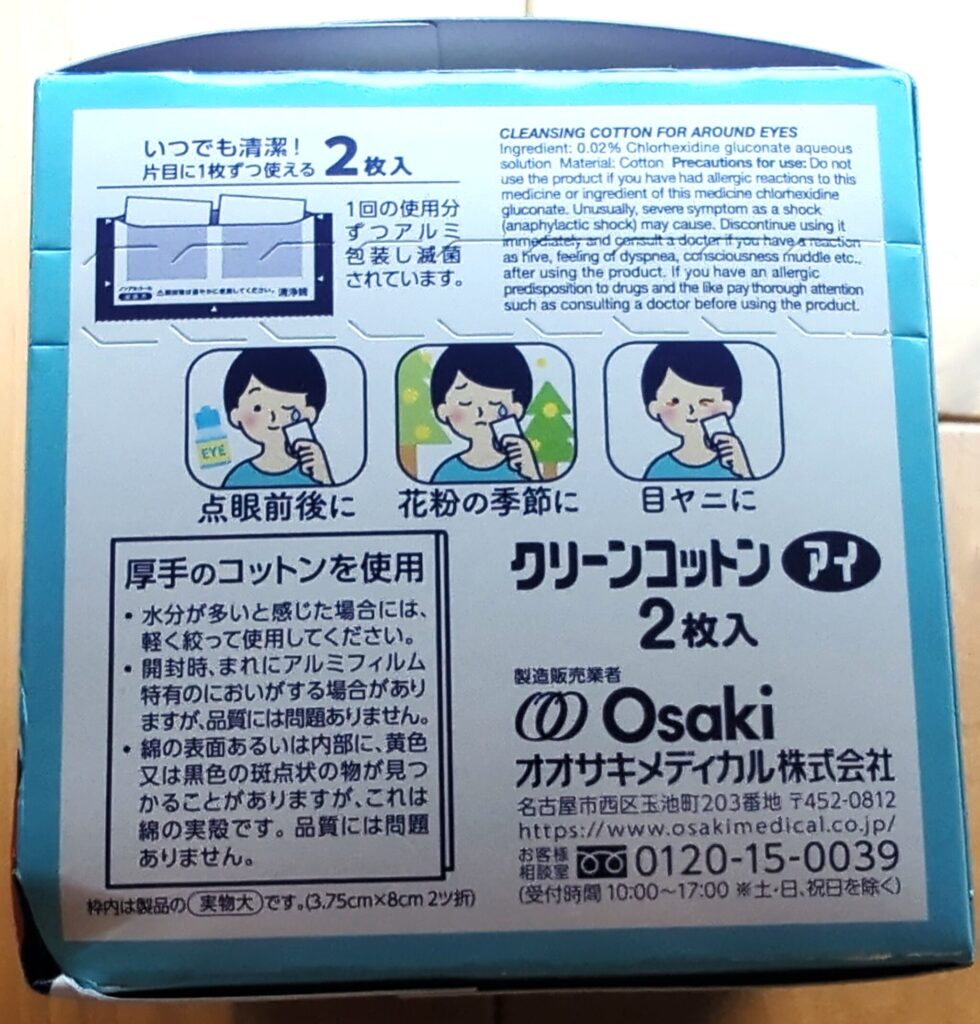 いつでも清潔!
片目に1枚ずつ使える 2枚入
1回の使用分
ずつアルミ
包装し滅菌
されています。
ノンアルコール
清浄綿
CLEANSING COTTON FOR AROUND EYES
Ingredient: 0.02% Chlorhexidine gluconate aqueous
solution Material: Cotton Precautions for use: Do not
use the product if you have had allergic reactions to this
medicine or ingredient of this medicine chlorhexidine
gluconate. Unusually, severe symptom as a shock
(anaphylactic shock) may cause. Discontinue using it
immediately and consult a doctor if you have a reaction
as hive, feeling of dyspnea, consciousness muddle etc.,
after using the product. If you have an allergic
predisposition to drugs and the like pay thorough attention
such as consulting a doctor before using the product.
EYE
点眼前後に
花粉の季節に
目ヤニに
厚手のコットンを使用
• 水分が多いと感じた場合には、
軽く絞って使用してください。
• 開封時、まれにアルミフィルム
特有のにおいがする場合があり
ますが、品質には問題ありません。
• 綿の表面あるいは内部に、黄色
又は黒色の斑点状の物が見つ
かることがありますが、これは
綿の実殻です。品質には問題
ありません。
枠内は製品の実物大です。(3.75cm×8cm 2ツ折)
クリーンコットン アイ
2枚入
製造販売業者
Osaki
オオサキメディカル株式会社
名古屋市西区玉池町203番地 〒452-0812
https://www.osakimedical.co.jp/
お客様
相談室 0120-15-0039
(受付時間 10:00〜17:00 ※土・日、祝日を除く)